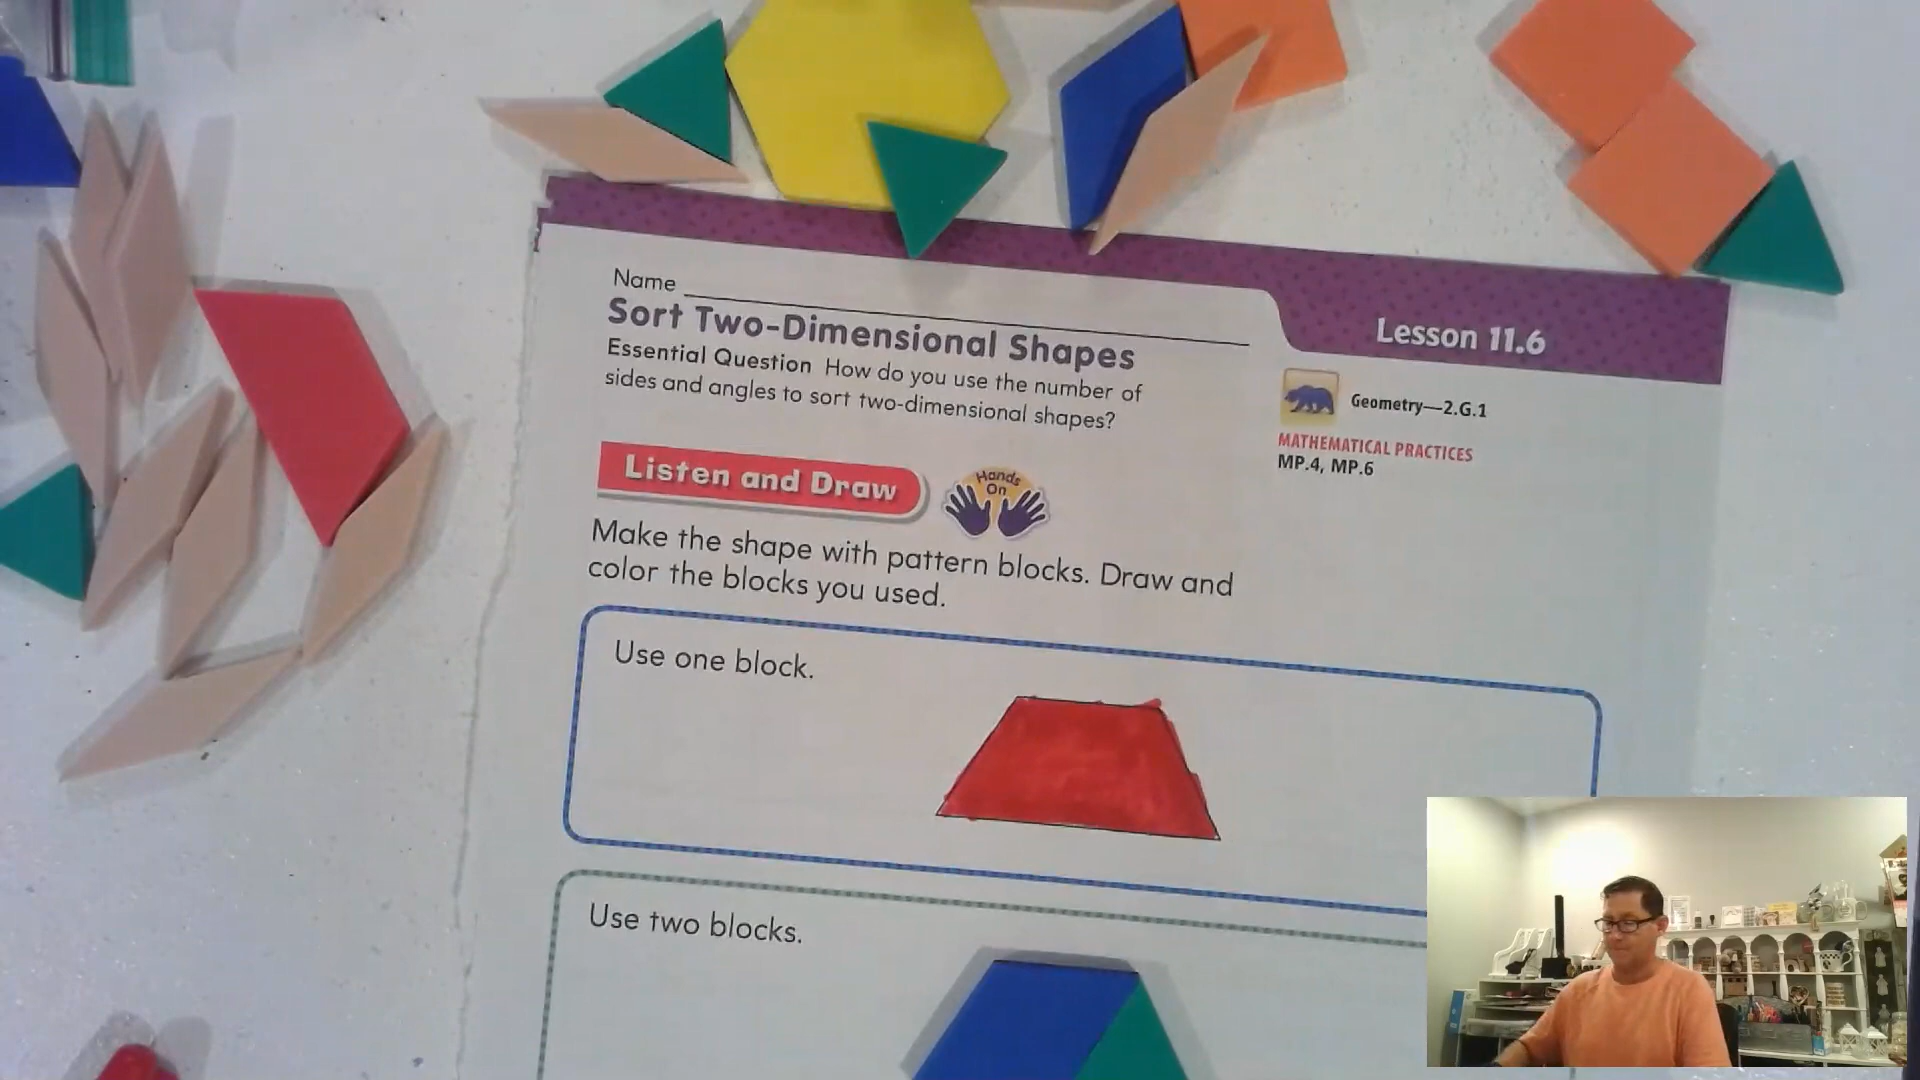 Name
Sort Two-Dimensional Shapes
Essential Question How do you use the number of
sides and angles to sort two-dimensional shapes?
Lesson 11.6
Geometry—2.G.1
MATHEMATICAL PRACTICES
MP.4, MP.6
Listen and Draw
Hands
On
Make the shape with pattern blocks. Draw and
color the blocks you used.
Use one block.
Use two blocks.